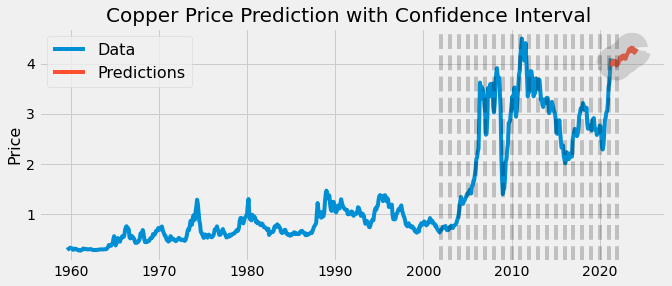 Copper Price Prediction with Confidence Interval
Data
Predictions
Price
4
3
2
1
1960 1970 1980 1990 2000 2010 2020